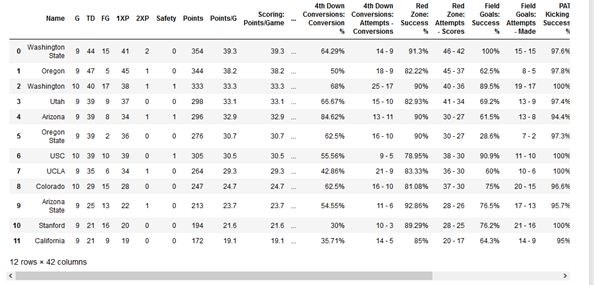 Name G TD FG 1XP 2XP Safety Points Points/G Scoring: Points/Game ... 4th Down Conversions: Conversion % 4th Down Conversions: Attempts - Conversions Red Zone: Success % Red Zone: Attempts - Scores Field Goals: Success % Field Goals: Attempts - Made PAT Kicking Success %
0 Washington State 9 44 15 41 2 0 354 39.3 39.3 ... 64.29% 14 - 9 91.3% 46 - 42 100% 15 - 15 97.6%
1 Oregon 9 47 5 45 1 0 344 38.2 38.2 ... 50% 18 - 9 82.22% 45 - 37 62.5% 8 - 5 97.8%
2 Washington 10 40 17 38 1 1 333 33.3 33.3 ... 68% 25 - 17 90% 40 - 36 89.5% 19 - 17 100%
3 Utah 9 39 9 37 0 0 298 33.1 33.1 ... 66.67% 15 - 10 82.93% 41 - 34 69.2% 13 - 9 97.4%
4 Arizona 9 39 8 34 1 1 296 32.9 32.9 ... 84.62% 13 - 11 90% 30 - 27 61.5% 13 - 8 94.4%
5 Oregon State 9 39 2 36 0 0 276 30.7 30.7 ... 62.5% 16 - 10 90% 30 - 27 28.6% 7 - 2 97.3%
6 USC 10 39 10 39 0 1 305 30.5 30.5 ... 55.56% 9 - 5 78.95% 38 - 30 90.9% 11 - 10 100%
7 UCLA 9 35 6 34 1 0 264 29.3 29.3 ... 42.86% 21 - 9 83.33% 36 - 30 60% 10 - 6 100%
8 Colorado 10 29 15 28 0 0 247 24.7 24.7 ... 62.5% 16 - 10 81.08% 37 - 30 75% 20 - 15 96.6%
9 Arizona State 9 25 13 22 1 0 213 23.7 23.7 ... 54.55% 11 - 6 92.86% 28 - 26 76.5% 17 - 13 95.7%
10 Stanford 9 21 16 20 0 0 194 21.6 21.6 ... 30% 10 - 3 89.29% 28 - 25 76.2% 21 - 16 100%
11 California 9 21 9 19 0 0 172 19.1 19.1 ... 35.71% 14 - 5 85% 20 - 17 64.3% 14 - 9 95%
12 rows × 42 columns